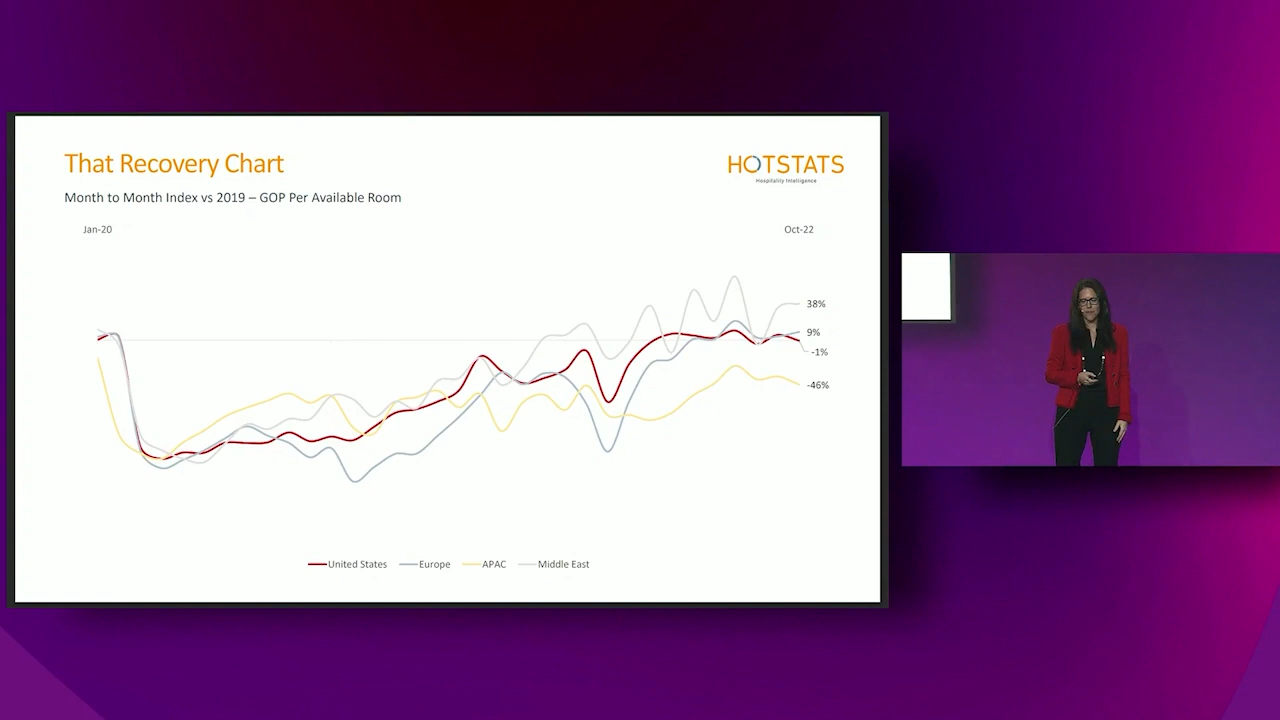 That Recovery Chart
HOTSTATS
Hospitality Intelligence
Month to Month Index vs 2019 – GOP Per Available Room
Jan-20
Oct-22
38%
9%
-1%
-46%
United States
Europe
APAC
Middle East